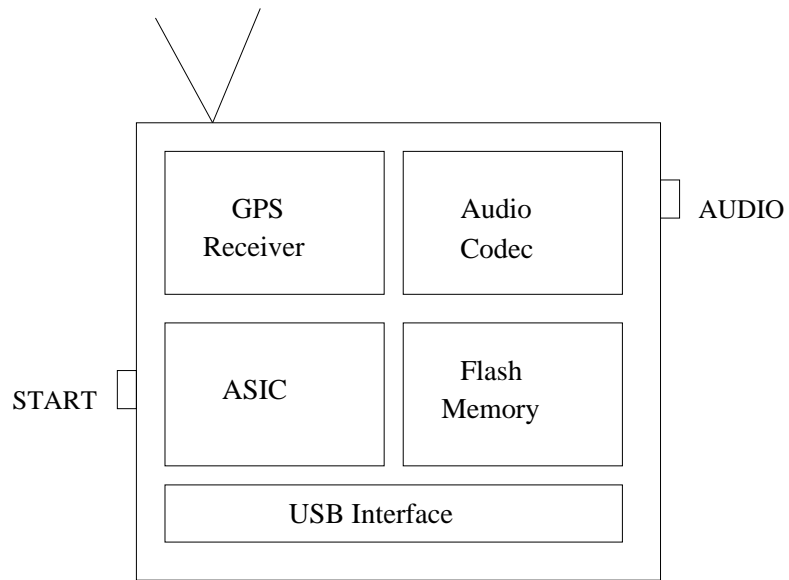 GPS
Receiver
Audio
Codec
AUDIO
START
ASIC
Flash
Memory
USB Interface